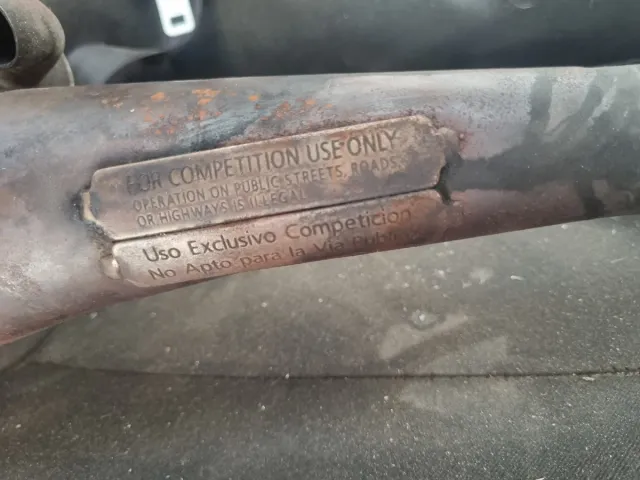 FOR COMPETITION USE ONLY
OPERATION ON PUBLIC STREETS, ROADS,
OR HIGHWAYS IS ILLEGAL
Uso Exclusivo Competicion
No Apto para la Via Publica